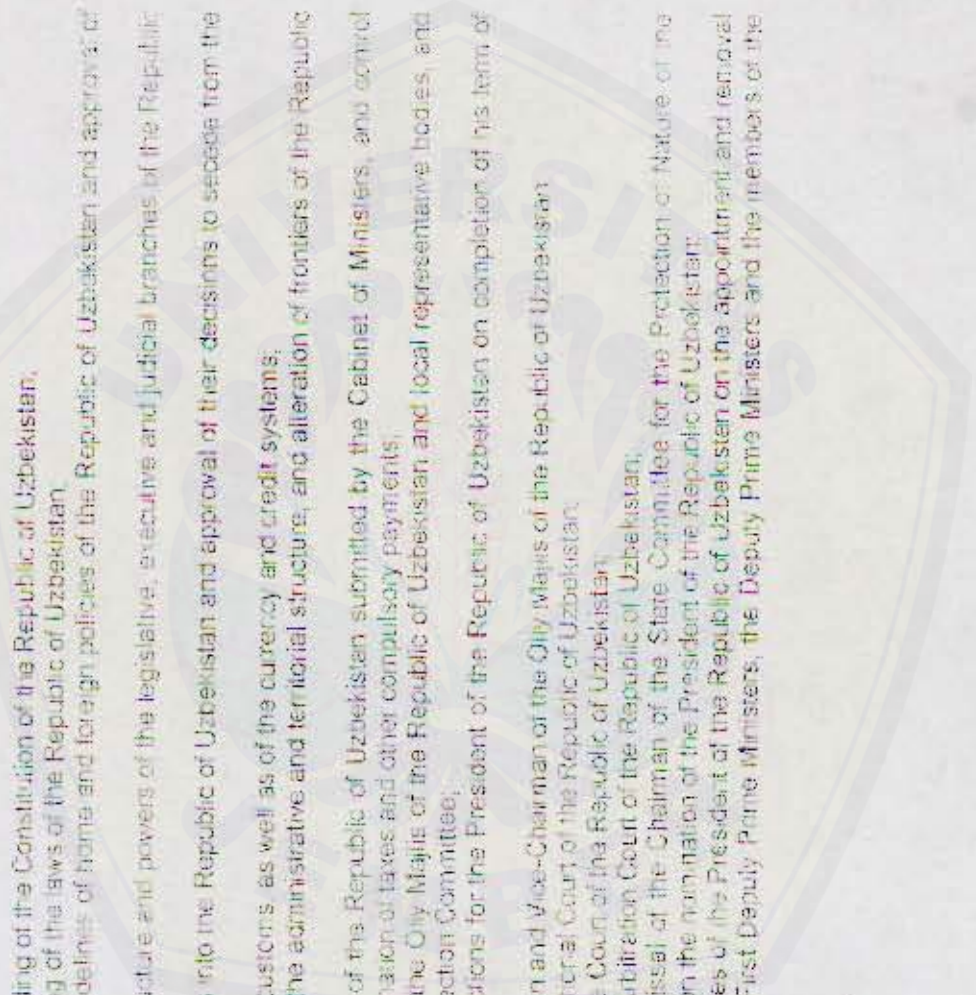 ding of the Constitution of the Republic of Uzbekistan;
g of the laws of the Republic of Uzbekistan;
delines of home and foreign policies of the Republic of Uzbekistan and approval of
ucture and powers of the legislative, executive and judicial branches of the Republic
into the Republic of Uzbekistan and approval of their decisions to secede from the
customs as well as of the currency and credit systems;
he administrative and territorial structure, and alteration of frontiers of the Republic
of the Republic of Uzbekistan submitted by the Cabinet of Ministers, and control
nation of taxes and other compulsory payments;
the Oliy Majlis of the Republic of Uzbekistan and local representative bodies, and
ection Committee;
ctions for the President of the Republic of Uzbekistan on completion of his term of
n and Vice-Chairman of the Oliy Majlis of the Republic of Uzbekistan
Court of the Republic of Uzbekistan;
e Court of the Republic of Uzbekistan;
rbitration Court of the Republic of Uzbekistan;
issal of the Chairman of the State Committee for the Protection of Nature of the
on the nomination of the President of the Republic of Uzbekistan;
es of the President of the Republic of Uzbekistan on the appointment and removal
First Deputy Prime Ministers, the Deputy Prime Ministers and the members of the
UNIVERSITAS